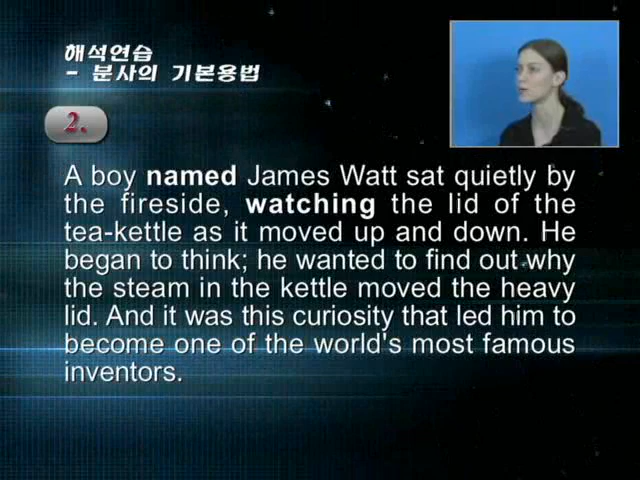 해석연습
- 분사의 기본용법
2.
A boy named James Watt sat quietly by
the fireside, watching the lid of the
tea-kettle as it moved up and down. He
began to think; he wanted to find out why
the steam in the kettle moved the heavy
lid. And it was this curiosity that led him to
become one of the world's most famous
inventors.